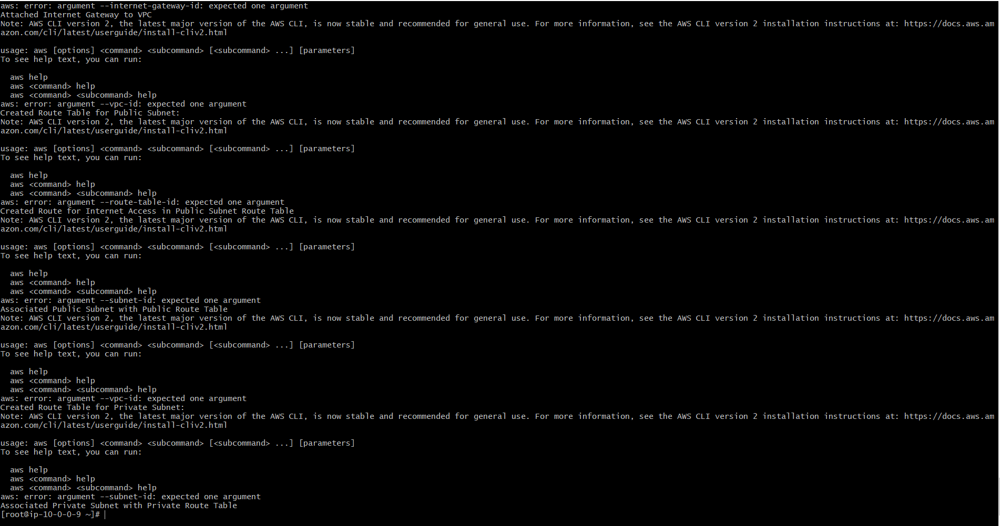 aws: error: argument --internet-gateway-id: expected one argument
Attached Internet Gateway to VPC
Note: AWS CLI version 2, the latest major version of the AWS CLI, is now stable and recommended for general use. For more information, see the AWS CLI version 2 installation instructions at: https://docs.aws.am
azon.com/cli/latest/userguide/install-cliv2.html

usage: aws [options] <command> <subcommand> [<subcommand> ...] [parameters]
To see help text, you can run:

  aws help
  aws <command> help
  aws <command> <subcommand> help
aws: error: argument --vpc-id: expected one argument
Created Route Table for Public Subnet:
Note: AWS CLI version 2, the latest major version of the AWS CLI, is now stable and recommended for general use. For more information, see the AWS CLI version 2 installation instructions at: https://docs.aws.am
azon.com/cli/latest/userguide/install-cliv2.html

usage: aws [options] <command> <subcommand> [<subcommand> ...] [parameters]
To see help text, you can run:

  aws help
  aws <command> help
  aws <command> <subcommand> help
aws: error: argument --route-table-id: expected one argument
Created Route for Internet Access in Public Subnet Route Table
Note: AWS CLI version 2, the latest major version of the AWS CLI, is now stable and recommended for general use. For more information, see the AWS CLI version 2 installation instructions at: https://docs.aws.am
azon.com/cli/latest/userguide/install-cliv2.html

usage: aws [options] <command> <subcommand> [<subcommand> ...] [parameters]
To see help text, you can run:

  aws help
  aws <command> help
  aws <command> <subcommand> help
aws: error: argument --subnet-id: expected one argument
Associated Public Subnet with Public Route Table
Note: AWS CLI version 2, the latest major version of the AWS CLI, is now stable and recommended for general use. For more information, see the AWS CLI version 2 installation instructions at: https://docs.aws.am
azon.com/cli/latest/userguide/install-cliv2.html

usage: aws [options] <command> <subcommand> [<subcommand> ...] [parameters]
To see help text, you can run:

  aws help
  aws <command> help
  aws <command> <subcommand> help
aws: error: argument --vpc-id: expected one argument
Created Route Table for Private Subnet:
Note: AWS CLI version 2, the latest major version of the AWS CLI, is now stable and recommended for general use. For more information, see the AWS CLI version 2 installation instructions at: https://docs.aws.am
azon.com/cli/latest/userguide/install-cliv2.html

usage: aws [options] <command> <subcommand> [<subcommand> ...] [parameters]
To see help text, you can run:

  aws help
  aws <command> help
  aws <command> <subcommand> help
aws: error: argument --subnet-id: expected one argument
Associated Private Subnet with Private Route Table
[root@ip-10-0-0-9 ~]#